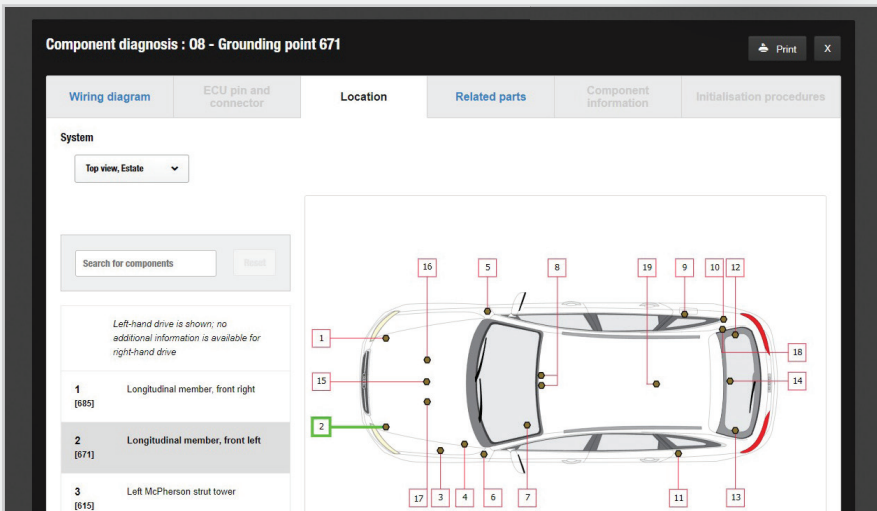 Component diagnosis : 08 - Grounding point 671
Print X
Wiring diagram
ECU pin and
connector
Location
Related parts
Component
information
Initialisation procedures
System
Top view, Estate
Search for components
Reset
Left-hand drive is shown; no
additional information is available for
right-hand drive
1 Longitudinal member, front right
[685]
2 Longitudinal member, front left
[671]
3 Left McPherson strut tower
[615]
16 5 8 19 9 10 12
1
18
15
14
2
17 3 4 6 7 11 13